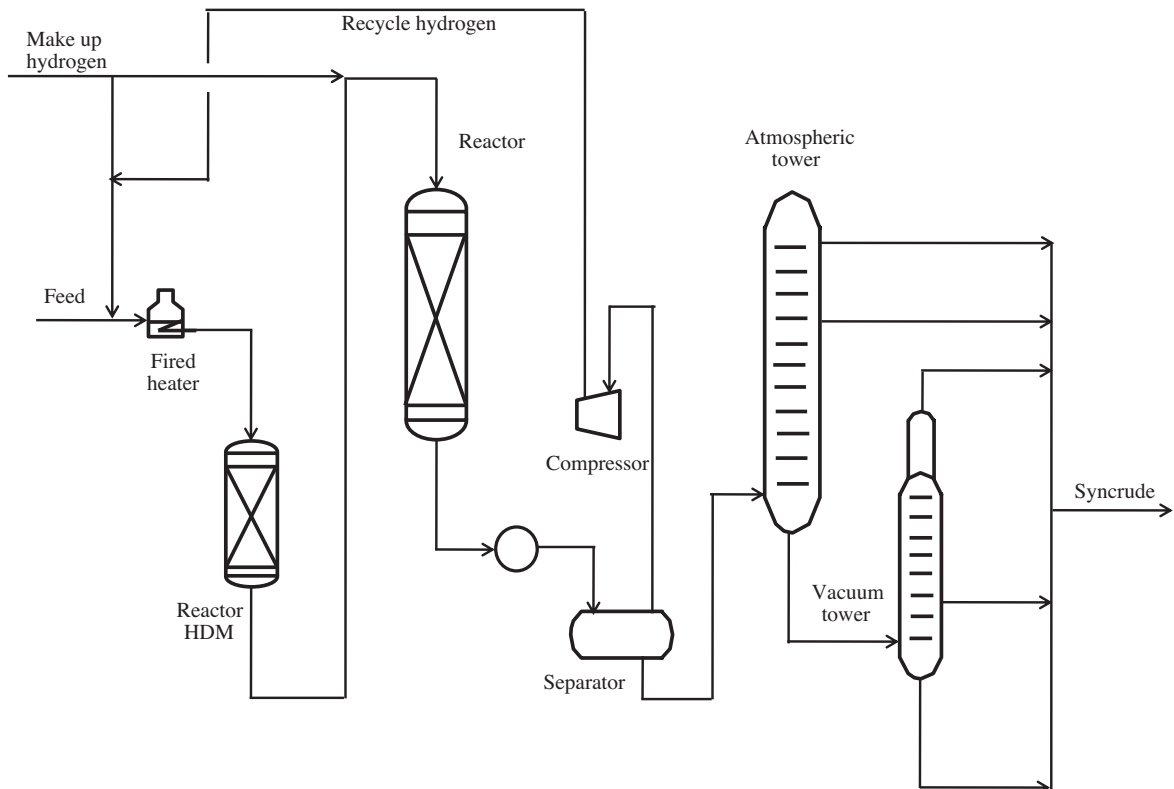 Recycle hydrogen
Make up
hydrogen
Reactor
Atmospheric
tower
Feed
Fired
heater
Compressor
Syncrude
Vacuum
tower
Reactor
HDM
Separator